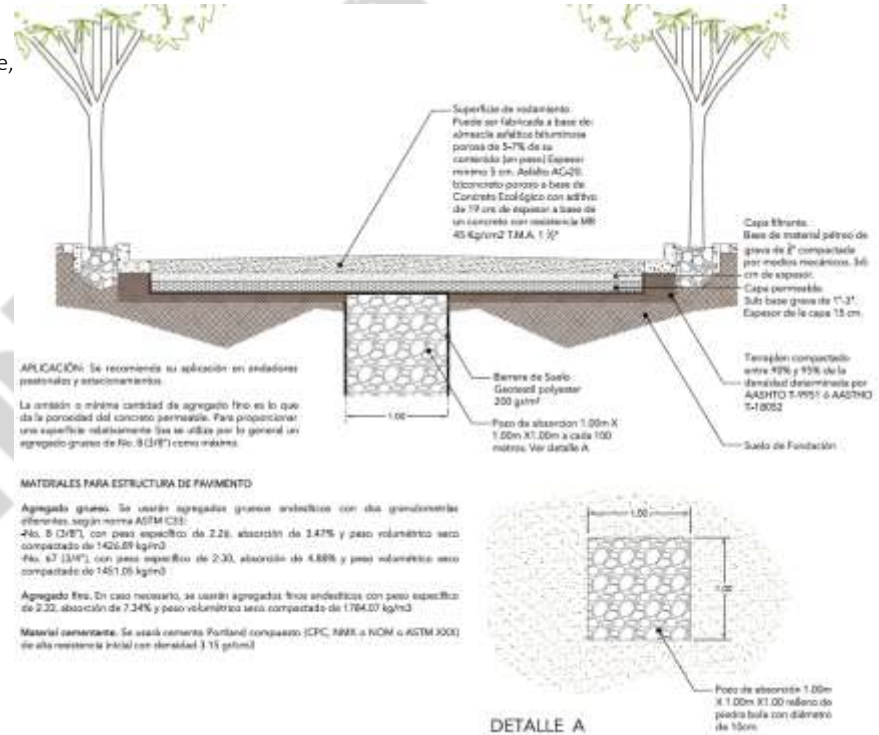 e,
Superficie de rodamiento.
Puede ser fabricada a base de:
a)mezcla asfáltica bituminosa
porosa de 5-7% de su
contenido (en peso) Espesor
mínimo 5 cm. Asfalto AC-20.
b)concreto poroso a base de
Concreto Ecológico con aditivo
de 19 cm de espesor a base de
un concreto con resistencia MR
45 Kg/cm2 T.M.A. 1 ½"
Capa filtrante.
Base de material pétreo de
grava de compactada
por medios mecánicos.
cm de espesor.
Capa permeable.
Sub base grava de 1"-3".
Espesor de la capa 15 cm.
Terraplen compactado
entre 90% y 95% de la
densidad determinada por
AASHTO T-9951 ó AASTHO
T-18052
Suelo de Fundación
Barrera de Suelo
Geotextil polyester
200 gr/m²
Pozo de absorcion 1.00m X
1.00m X1.00m a cada 100
metros. Ver detalle A
1.00
APLICACIÓN: Se recomienda su aplicación en andadores
peatonales y estacionamientos.
La omisión o mínima cantidad de agregado fino es lo que
da la porosidad del concreto permeable. Para proporcionar
una superficie relativamente lisa se utiliza por lo general un
agregado grueso de No. 8 (3/8") como máximo.
MATERIALES PARA ESTRUCTURA DE PAVIMENTO
Agregado grueso. Se usarán agregados gruesos andesíticos con dos granulometrías
diferentes, según norma ASTM C33:
-No. 8 (3/8"), con peso específico de 2.26, absorción de 3.47% y peso volumétrico seco
compactado de 1426.89 kg/m3
-No. 67 (3/4"), con peso específico de 2.30, absorción de 4.88% y peso volumétrico seco
compactado de 1451.05 kg/m3
Agregado fino. En caso necesario, se usarán agregados finos andesíticos con peso específico
de 2.32, absorción de 7.34% y peso volumétrico seco compactado de 1784.07 kg/m3
Material cementante. Se usará cemento Portland compuesto (CPC, NMX o NOM o ASTM XXX)
de alta resistencia inicial con densidad 3.15 gr/cm3
1.00
1.00
Pozo de absorción 1.00m
X 1.00m X1.00 relleno de
piedra bola con diámetro
de 10cm
DETALLE A